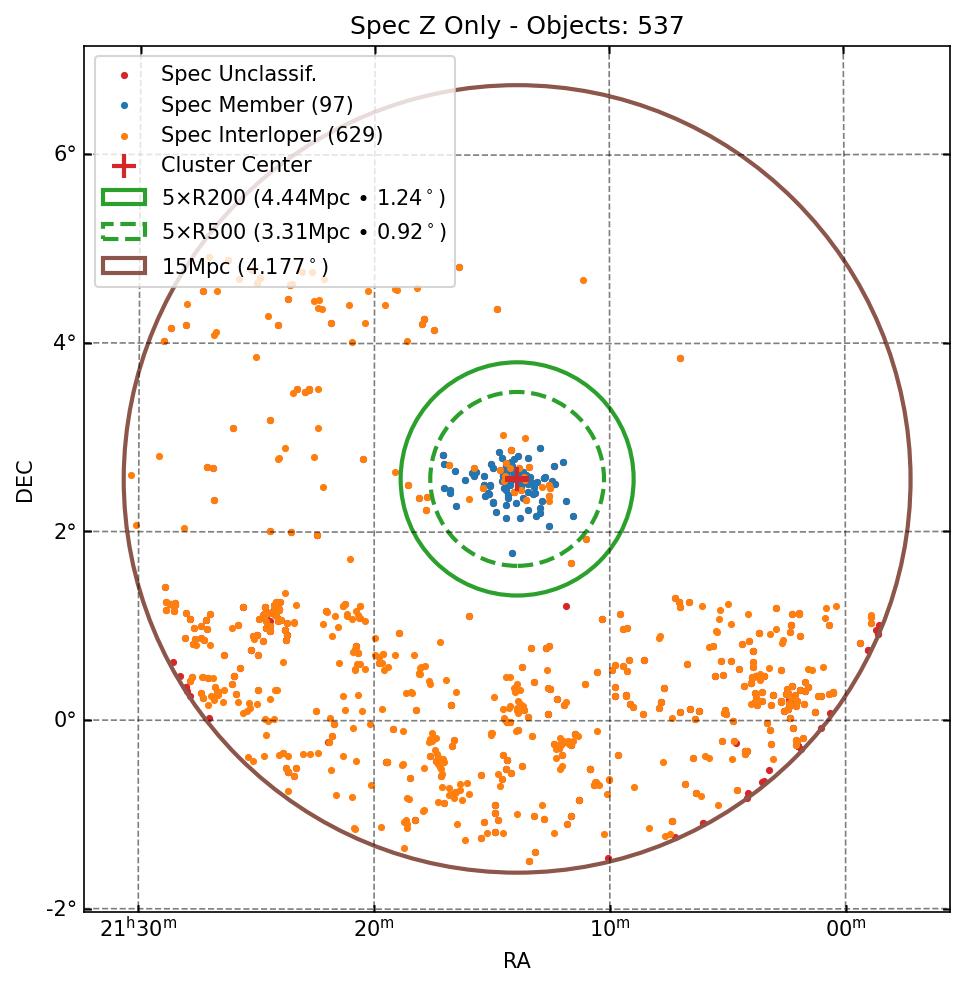 Spec Z Only - Objects: 537
Spec Unclassif.
Spec Member (97)
Spec Interloper (629)
Cluster Center
5×R200 (4.44Mpc • 1.24°)
5×R500 (3.31Mpc • 0.92°)
15Mpc (4.177°)
6°
4°
2°
0°
-2°
DEC
21ʰ30ᵐ 20ᵐ 10ᵐ 00ᵐ
RA